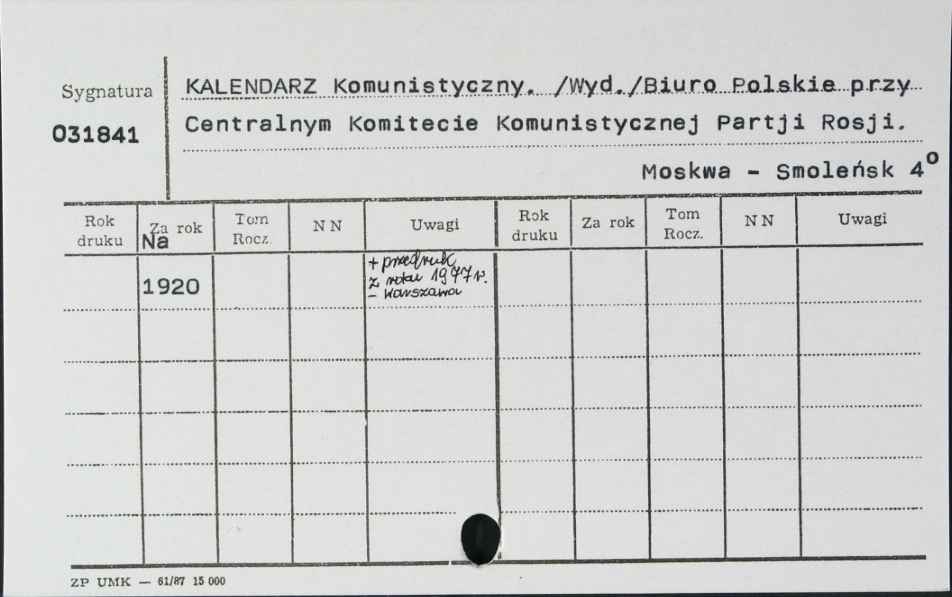 Sygnatura
031841
KALENDARZ Komunistyczny. /Wyd./Biuro Polskie przy
Centralnym Komitecie Komunistycznej Partji Rosji.
Moskwa - Smoleńsk 4°
Rok druku Za rok Tom Rocz. NN Uwagi Rok druku Za rok Tom Rocz. NN Uwagi
Na
1920
+ przedruk
z roku 1977 r.
- Warszawa
ZP UMK — 61/87 15 000